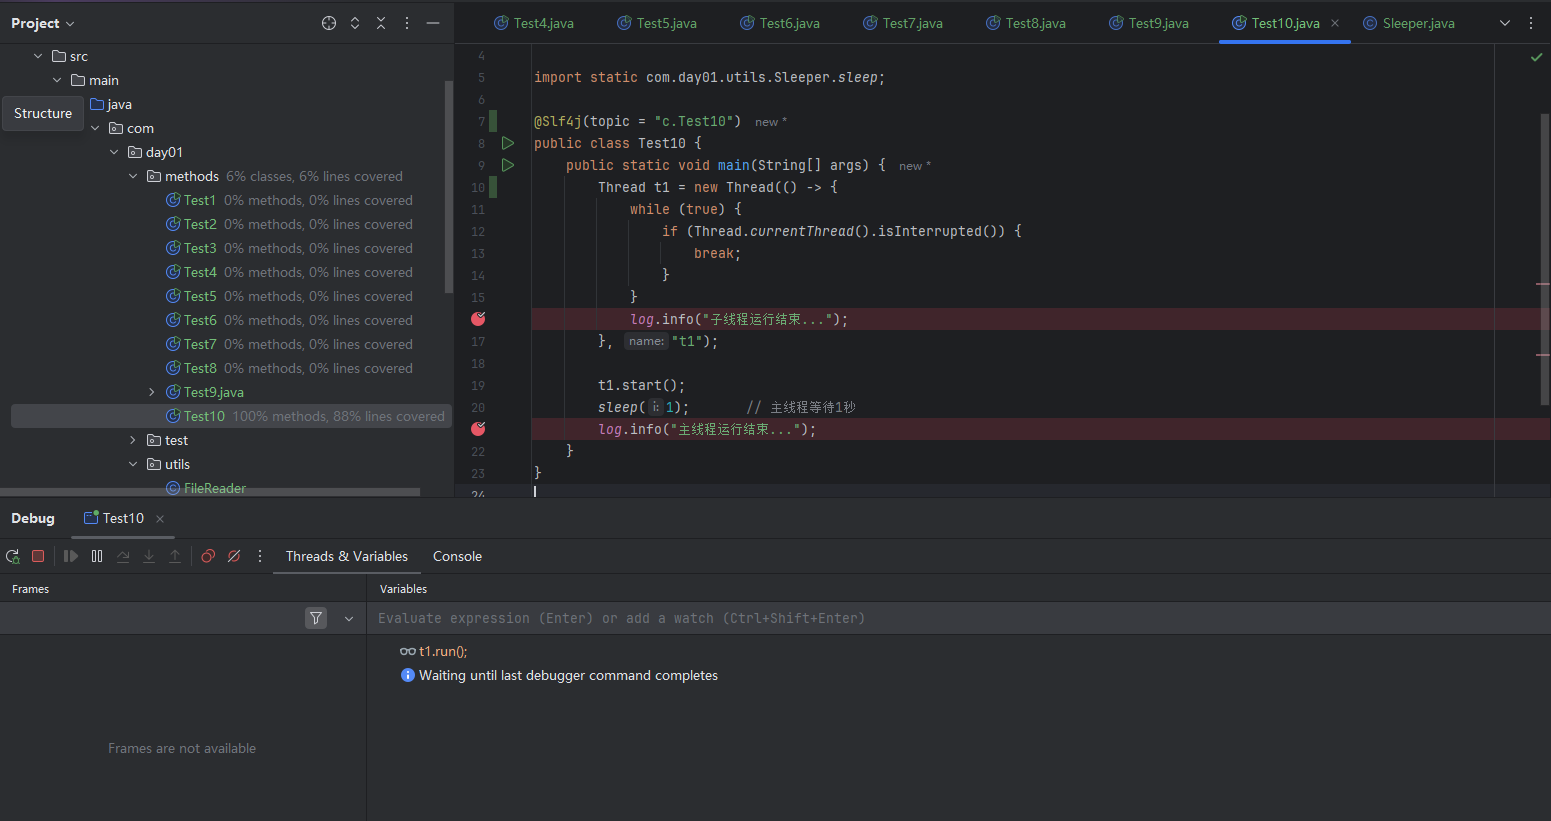 Project
Test4.java Test5.java Test6.java Test7.java Test8.java Test9.java Test10.java Sleeper.java
src
main
Structure
java
com
day01
methods 6% classes, 6% lines covered
Test1 0% methods, 0% lines covered
Test2 0% methods, 0% lines covered
Test3 0% methods, 0% lines covered
Test4 0% methods, 0% lines covered
Test5 0% methods, 0% lines covered
Test6 0% methods, 0% lines covered
Test7 0% methods, 0% lines covered
Test8 0% methods, 0% lines covered
Test9.java
Test10 100% methods, 88% lines covered
test
utils
FileReader
4
5 import static com.day01.utils.Sleeper.sleep;
6
7 @Slf4j(topic = "c.Test10") new *
8 public class Test10 {
9 public static void main(String[] args) { new *
10 Thread t1 = new Thread(() -> {
11 while (true) {
12 if (Thread.currentThread().isInterrupted()) {
13 break;
14 }
15 }
log.info("子线程运行结束...");
17 }, name: "t1");
18
19 t1.start();
20 sleep(i: 1); // 主线程等待1秒
log.info("主线程运行结束...");
22 }
23 }
24
Debug Test10
Threads & Variables Console
Frames Variables
Evaluate expression (Enter) or add a watch (Ctrl+Shift+Enter)
t1.run();
Waiting until last debugger command completes
Frames are not available